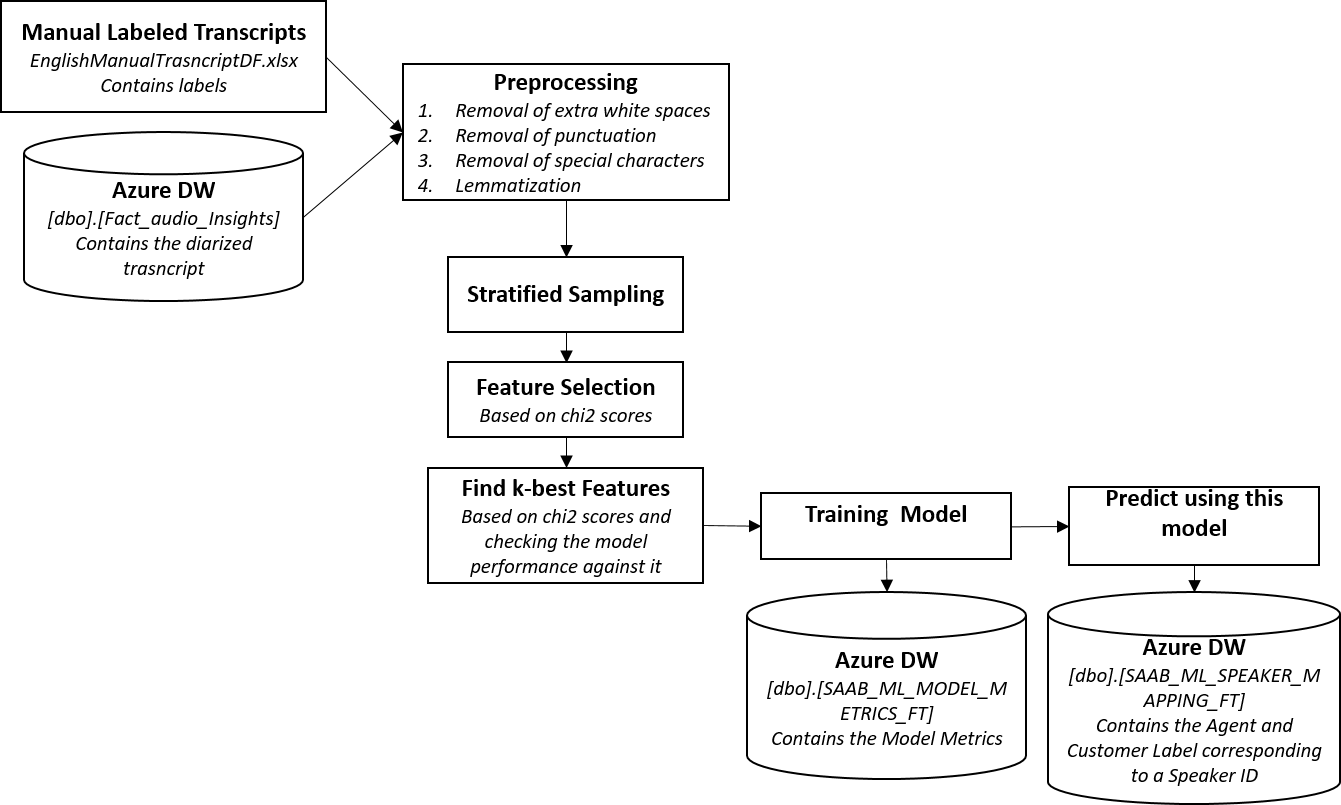 Manual Labeled Transcripts
EnglishManualTrasncriptDF.xlsx
Contains labels
Azure DW
[dbo].[Fact_audio_Insights]
Contains the diarized
trasncript
Preprocessing
1. Removal of extra white spaces
2. Removal of punctuation
3. Removal of special characters
4. Lemmatization
Stratified Sampling
Feature Selection
Based on chi2 scores
Find k-best Features
Based on chi2 scores and
checking the model
performance against it
Training Model
Predict using this
model
Azure DW
[dbo].[SAAB_ML_MODEL_M
ETRICS_FT]
Contains the Model Metrics
Azure DW
[dbo].[SAAB_ML_SPEAKER_M
APPING_FT]
Contains the Agent and
Customer Label corresponding
to a Speaker ID